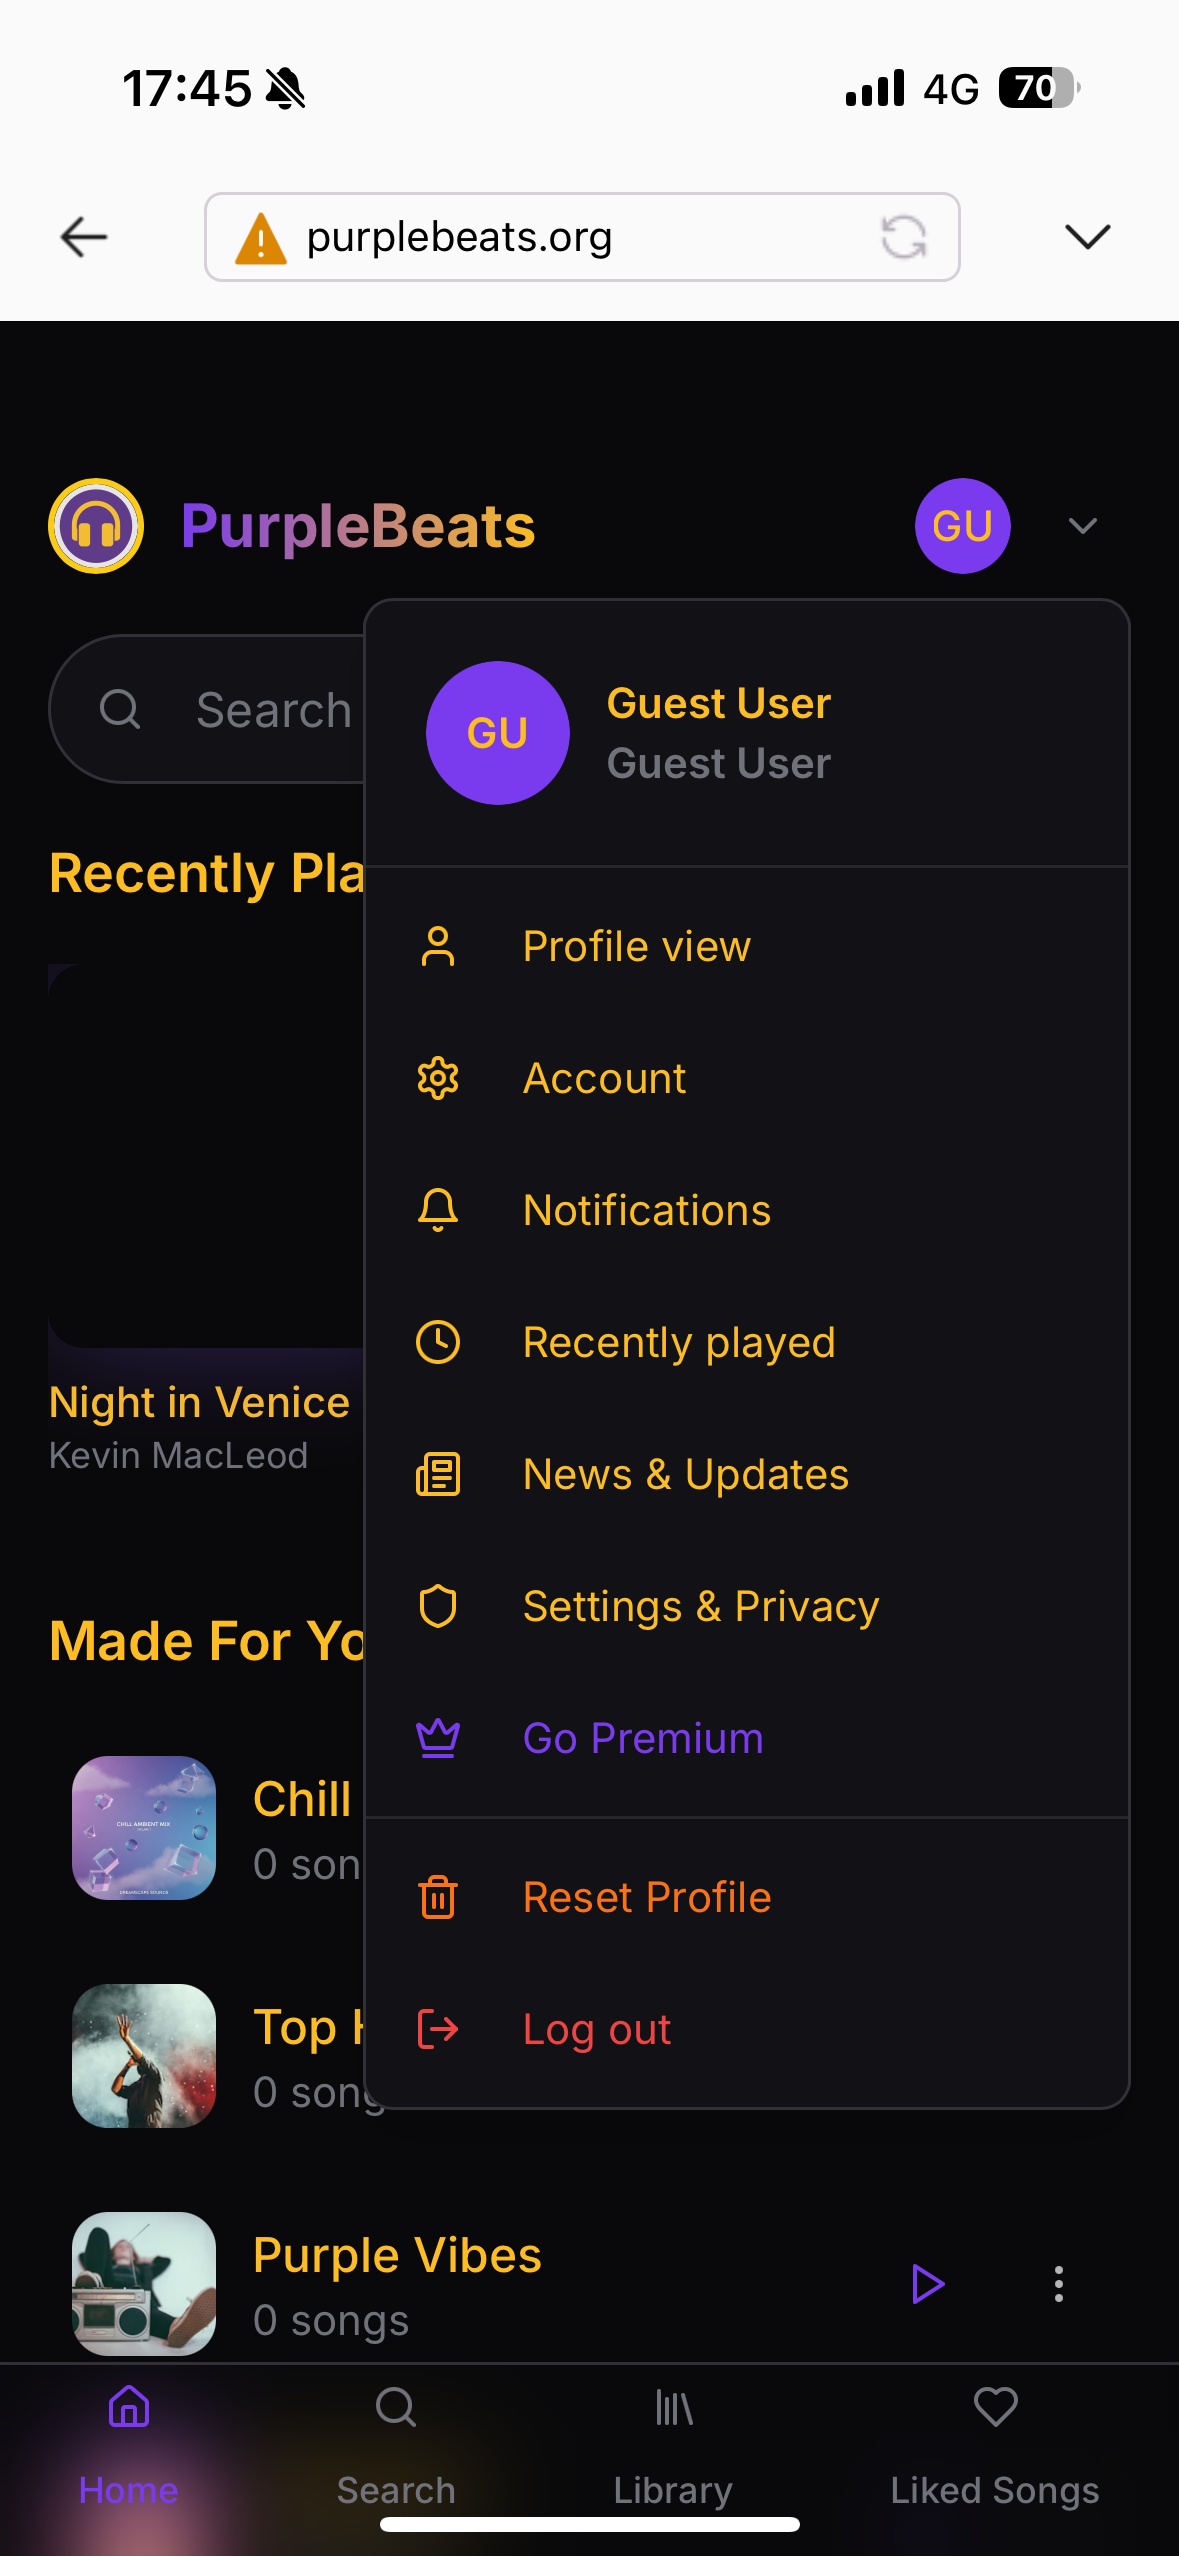 17:45
4G
70
purplebeats.org
PurpleBeats
GU
Search
GU
Guest User
Guest User
Recently Pla
Profile view
Account
Notifications
Recently played
Night in Venice
Kevin MacLeod
News & Updates
Settings & Privacy
Made For Yo
Go Premium
CHILL AMBIENT MIX
Chill
0 son
Reset Profile
Top H
Log out
0 song
Purple Vibes
0 songs
Home
Search
Library
Liked Songs